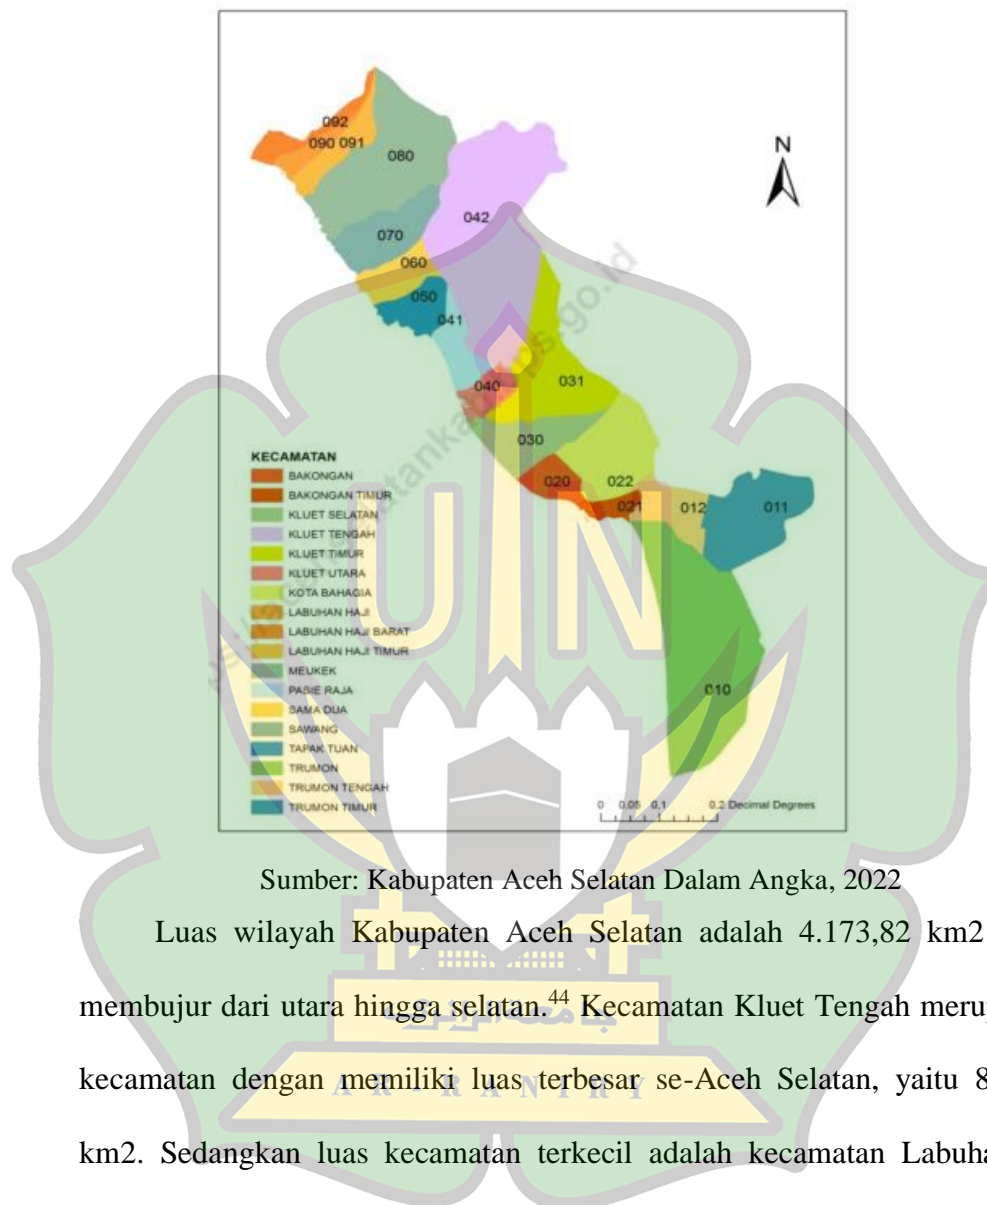 092
090 091
080
N
042
070
060
050
041
040
031
030
020
022
021
012
011
010
KECAMATAN
BAKONGAN
BAKONGAN TIMUR
KLUET SELATAN
KLUET TENGAH
KLUET TIMUR
KLUET UTARA
KOTA BAHAGIA
LABUHAN HAJI
LABUHAN HAJI BARAT
LABUHAN HAJI TIMUR
MEUKEK
PASIE RAJA
SAMA DUA
SAWANG
TAPAK TUAN
TRUMON
TRUMON TENGAH
TRUMON TIMUR
0 0.05 0.1 0.2 Decimal Degrees
UIN
Sumber: Kabupaten Aceh Selatan Dalam Angka, 2022
Luas wilayah Kabupaten Aceh Selatan adalah 4.173,82 km2
membujur dari utara hingga selatan.44 Kecamatan Kluet Tengah
جامعة الرانري
kecamatan dengan memiliki luas terbesar se-Aceh Selatan, yaitu
AR-RANIRY
km2. Sedangkan luas kecamatan terkecil adalah kecamatan